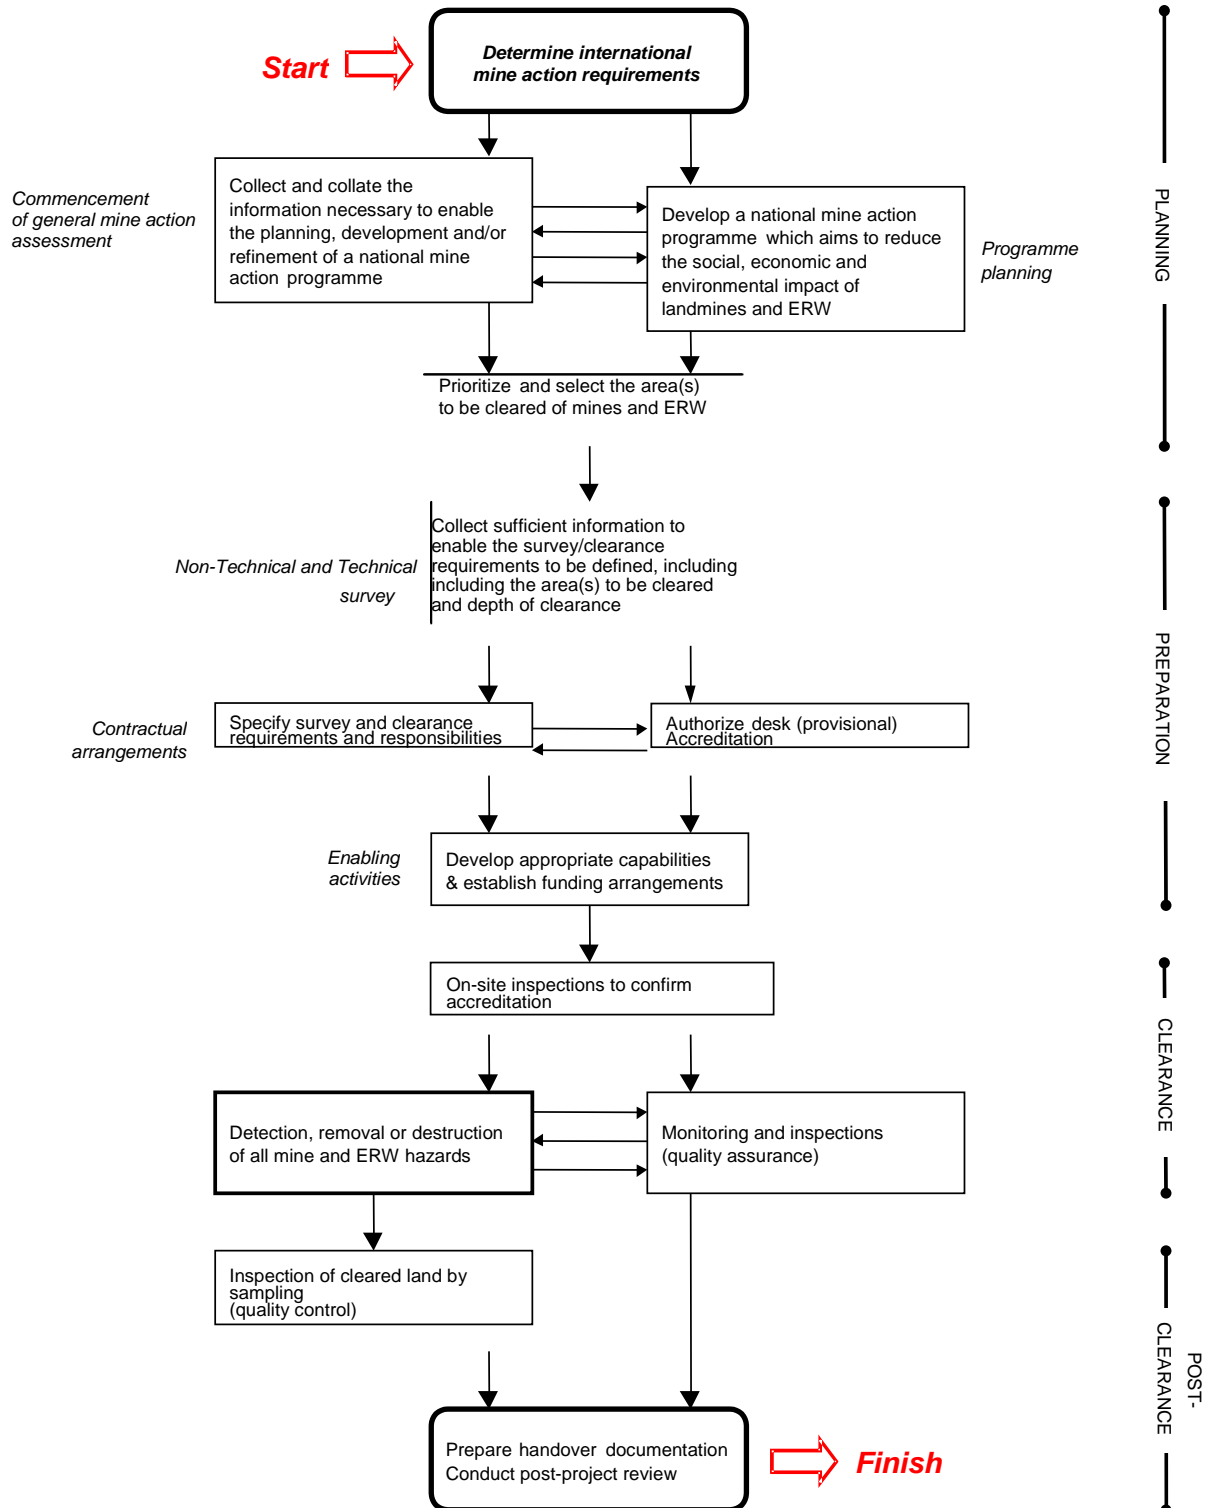 Start
Determine international
mine action requirements
Commencement
of general mine action
assessment
Collect and collate the
information necessary to enable
the planning, development and/or
refinement of a national mine
action programme
Develop a national mine action
programme which aims to reduce
the social, economic and
environmental impact of
landmines and ERW
Programme
planning
PLANNING
Prioritize and select the area(s)
to be cleared of mines and ERW
Non-Technical and Technical
survey
Collect sufficient information to
enable the survey/clearance
requirements to be defined, including
including the area(s) to be cleared
and depth of clearance
PREPARATION
Contractual
arrangements
Specify survey and clearance
requirements and responsibilities
Authorize desk (provisional)
Accreditation
Enabling
activities
Develop appropriate capabilities
& establish funding arrangements
On-site inspections to confirm
accreditation
CLEARANCE
Detection, removal or destruction
of all mine and ERW hazards
Monitoring and inspections
(quality assurance)
Inspection of cleared land by
sampling
(quality control)
POST-
CLEARANCE
Prepare handover documentation
Conduct post-project review
Finish